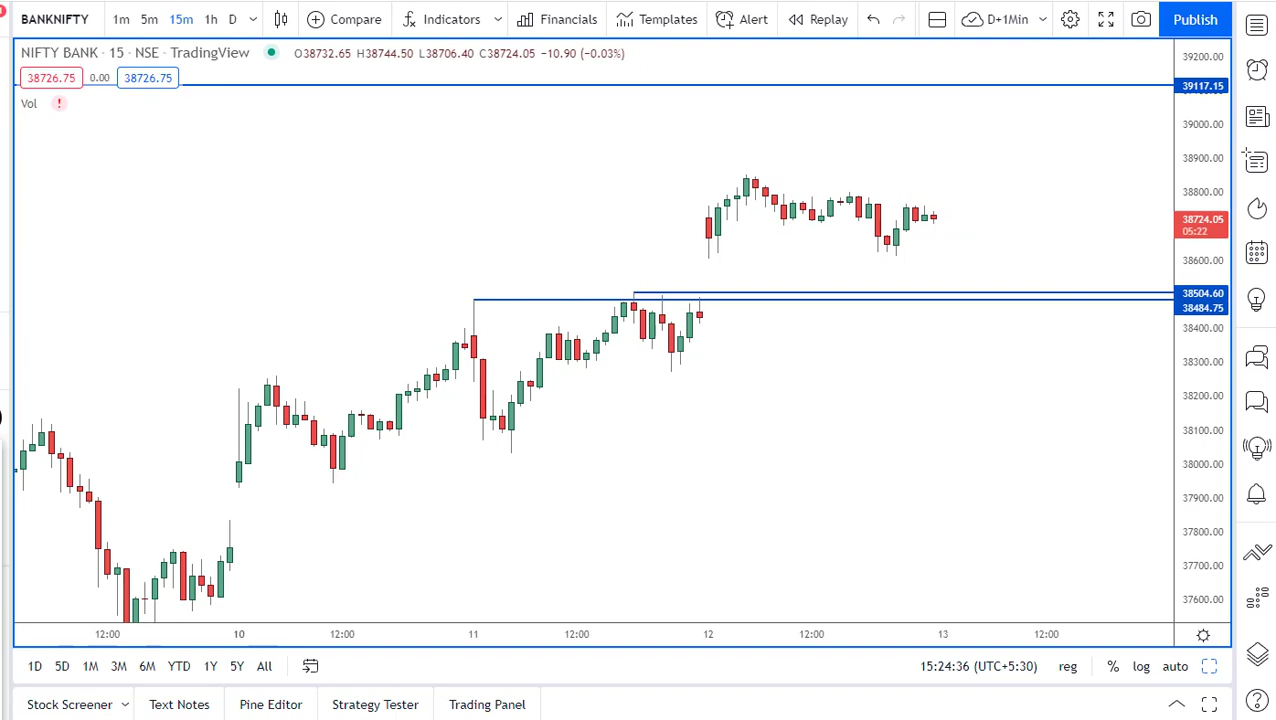 BANKNIFTY 1m 5m 15m 1h D Compare Indicators Financials Templates Alert Replay D+1Min Publish
NIFTY BANK · 15 · NSE · TradingView O38732.65 H38744.50 L38706.40 C38724.05 −10.90 (−0.03%)
38726.75 0.00 38726.75
Vol !
39200.00
39117.15
39000.00
38900.00
38800.00
38724.05
05:22
38600.00
38504.60
38484.75
38400.00
38300.00
38200.00
38100.00
38000.00
37900.00
37800.00
37700.00
37600.00
12:00 10 12:00 11 12:00 12 12:00 13 12:00
1D 5D 1M 3M 6M YTD 1Y 5Y All 15:24:36 (UTC+5:30) reg % log auto
Stock Screener Text Notes Pine Editor Strategy Tester Trading Panel